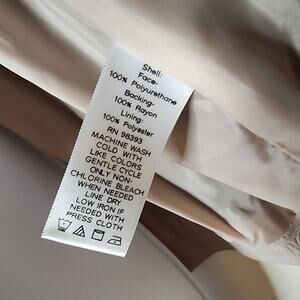 Shell:
Face-
100% Polyurethane
Backing-
100% Rayon
Lining:
100% Polyester
RN 98393
MACHINE WASH
COLD WITH
LIKE COLORS
GENTLE CYCLE
ONLY NON-
CHLORINE BLEACH
WHEN NEEDED
LINE DRY
LOW IRON IF
NEEDED WITH
PRESS CLOTH